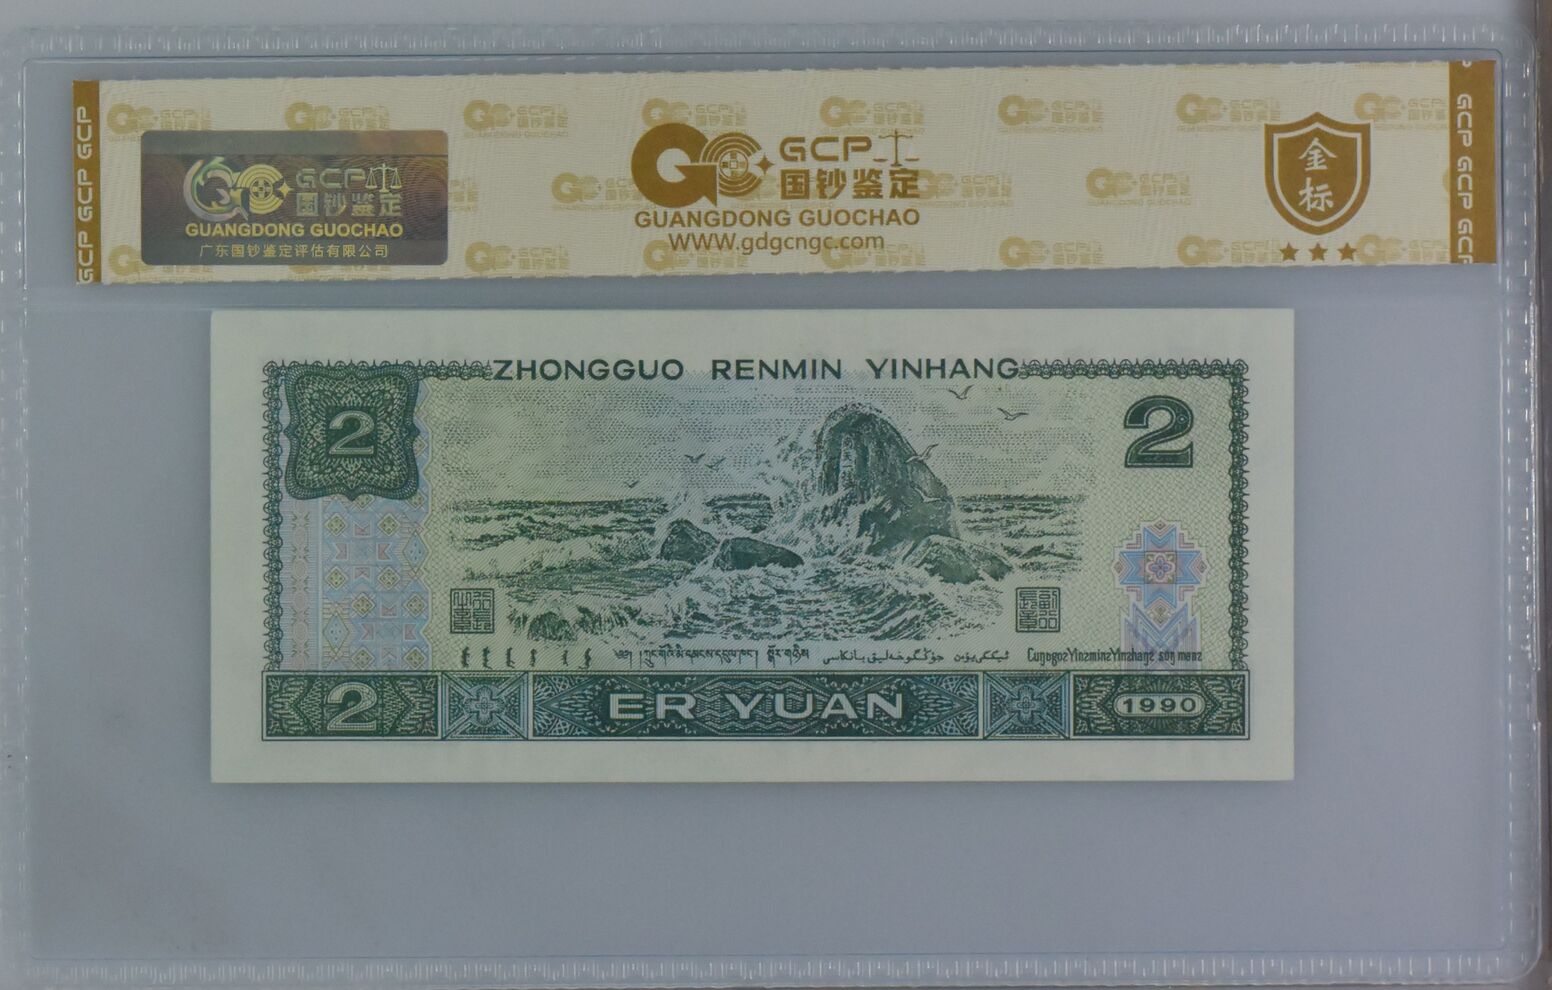 GCP GCP GCP
GCP 国钞鉴定
GUANGDONG GUOCHAO
广东国钞鉴定评估有限公司
GCP
国钞鉴定
GUANGDONG GUOCHAO
WWW.gdgcngc.com
金标
GCP GCP GCP
ZHONGGUO RENMIN YINHANG
2
2
2
ER YUAN
1990